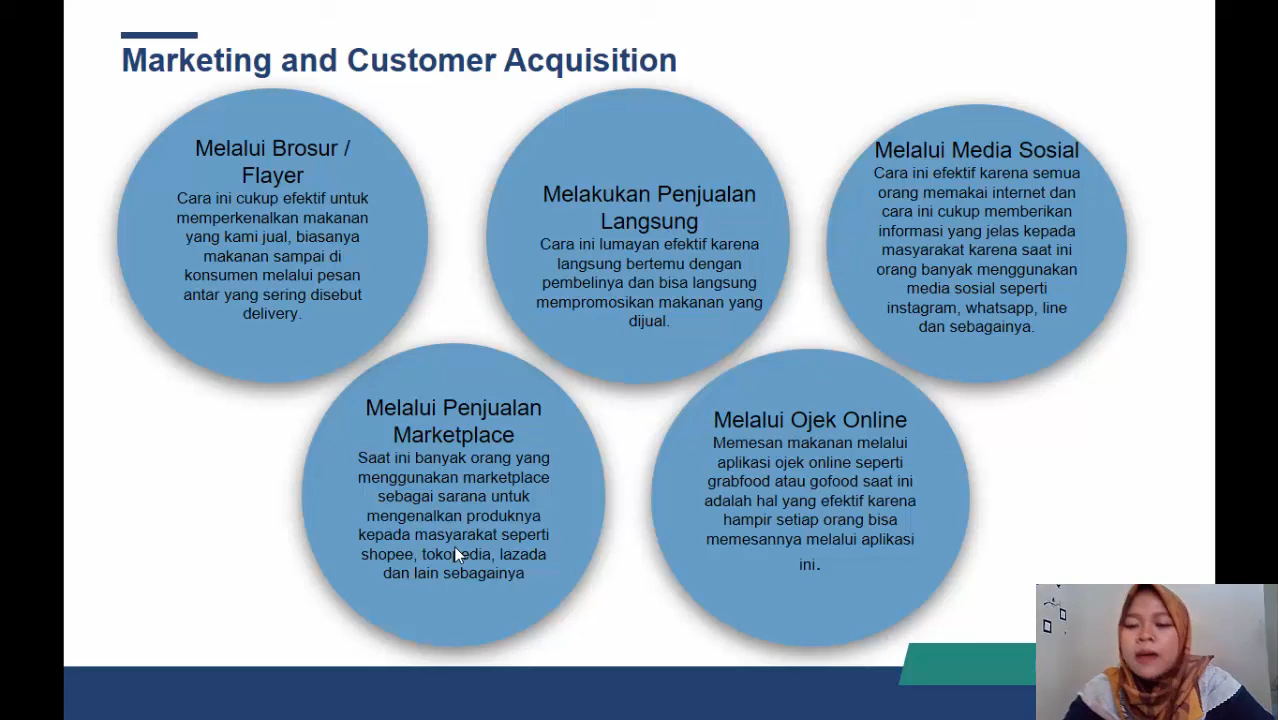 Marketing and Customer Acquisition
Melalui Brosur /
Flayer
Cara ini cukup efektif untuk
memperkenalkan makanan
yang kami jual, biasanya
makanan sampai di
konsumen melalui pesan
antar yang sering disebut
delivery.
Melakukan Penjualan
Langsung
Cara ini lumayan efektif karena
langsung bertemu dengan
pembelinya dan bisa langsung
mempromosikan makanan yang
dijual.
Melalui Media Sosial
Cara ini efektif karena semua
orang memakai internet dan
cara ini cukup memberikan
informasi yang jelas kepada
masyarakat karena saat ini
orang banyak menggunakan
media sosial seperti
instagram, whatsapp, line
dan sebagainya.
Melalui Penjualan
Marketplace
Saat ini banyak orang yang
menggunakan marketplace
sebagai sarana untuk
mengenalkan produknya
kepada masyarakat seperti
shopee, tokopedia, lazada
dan lain sebagainya
Melalui Ojek Online
Memesan makanan melalui
aplikasi ojek online seperti
grabfood atau gofood saat ini
adalah hal yang efektif karena
hampir setiap orang bisa
memesannya melalui aplikasi
ini.